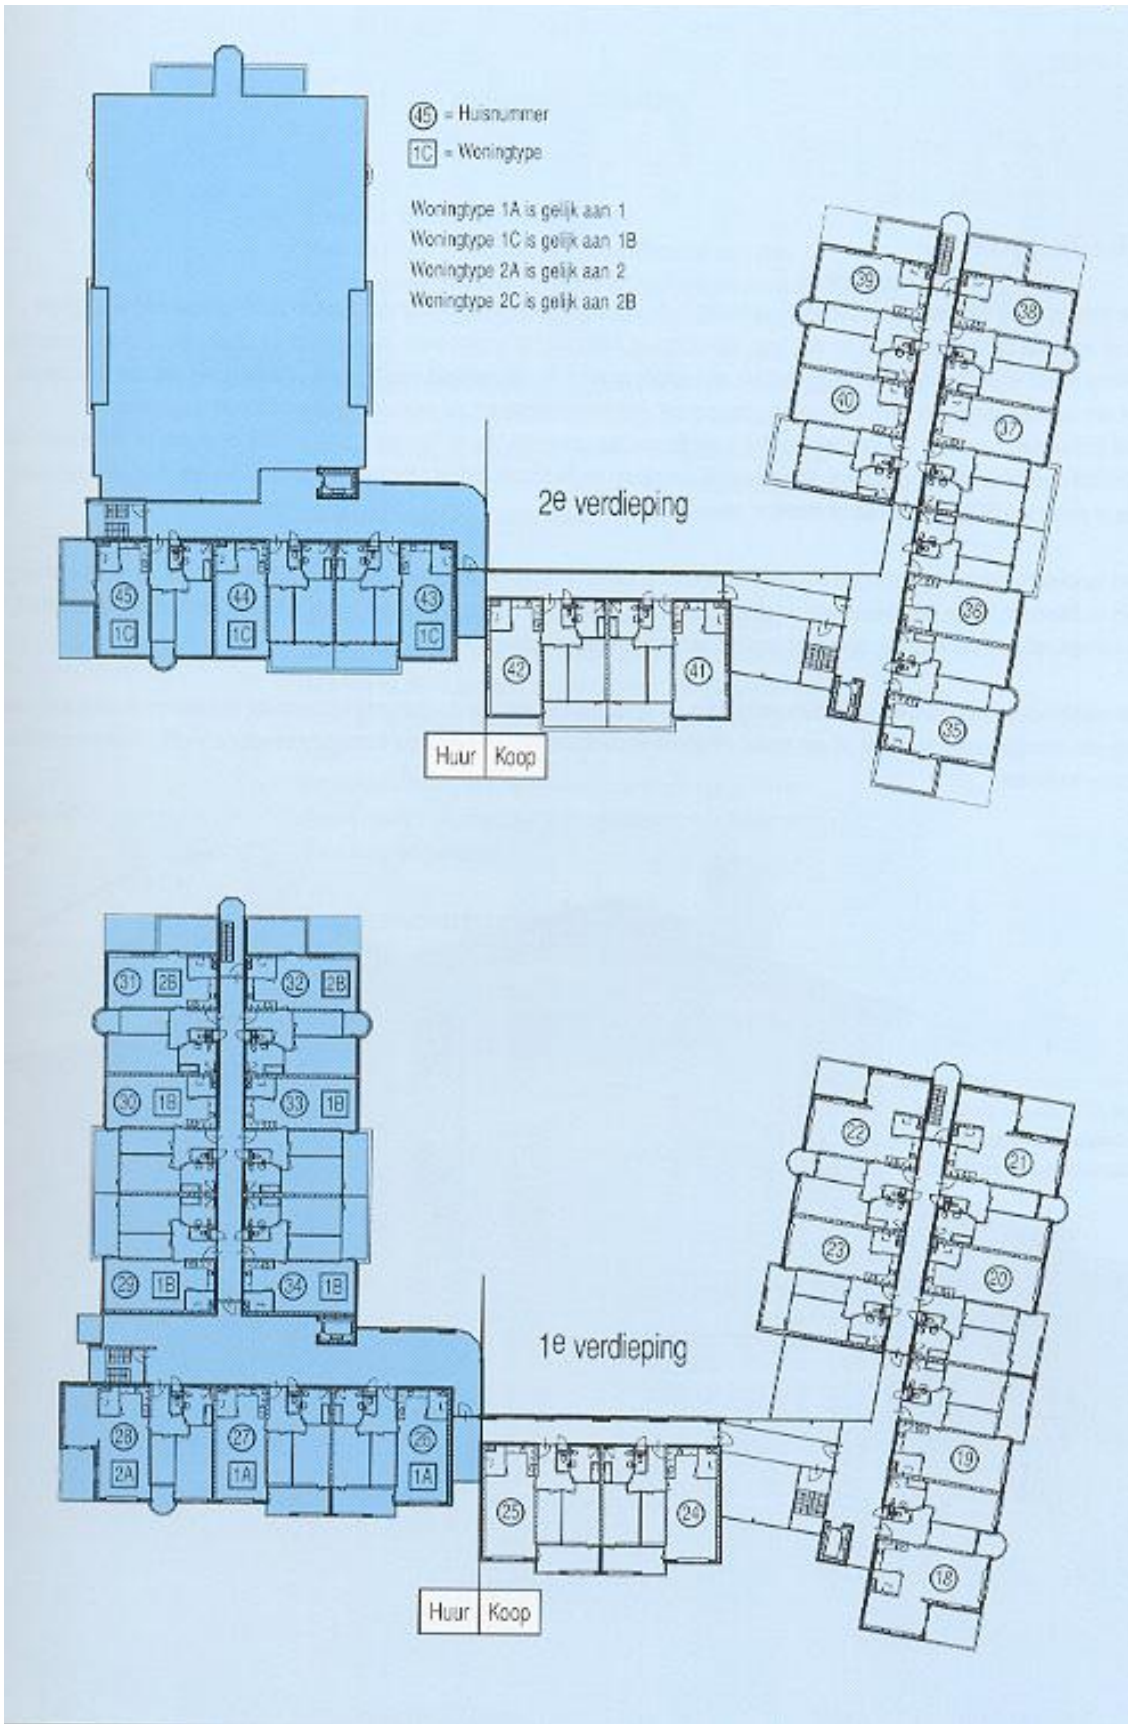 45 = Huisnummer
1C = Woningtype
Woningtype 1A is gelijk aan 1
Woningtype 1C is gelijk aan 1B
Woningtype 2A is gelijk aan 2
Woningtype 2C is gelijk aan 2B
39
38
40
37
2e verdieping
45
44
43
36
1C
1C
1C
42
41
35
Huur Koop
31 2B
32 2B
30 1B
33 1B
22
21
29 1B
34 1B
23
20
1e verdieping
28
27
26
19
2A
1A
1A
25
24
18
Huur Koop